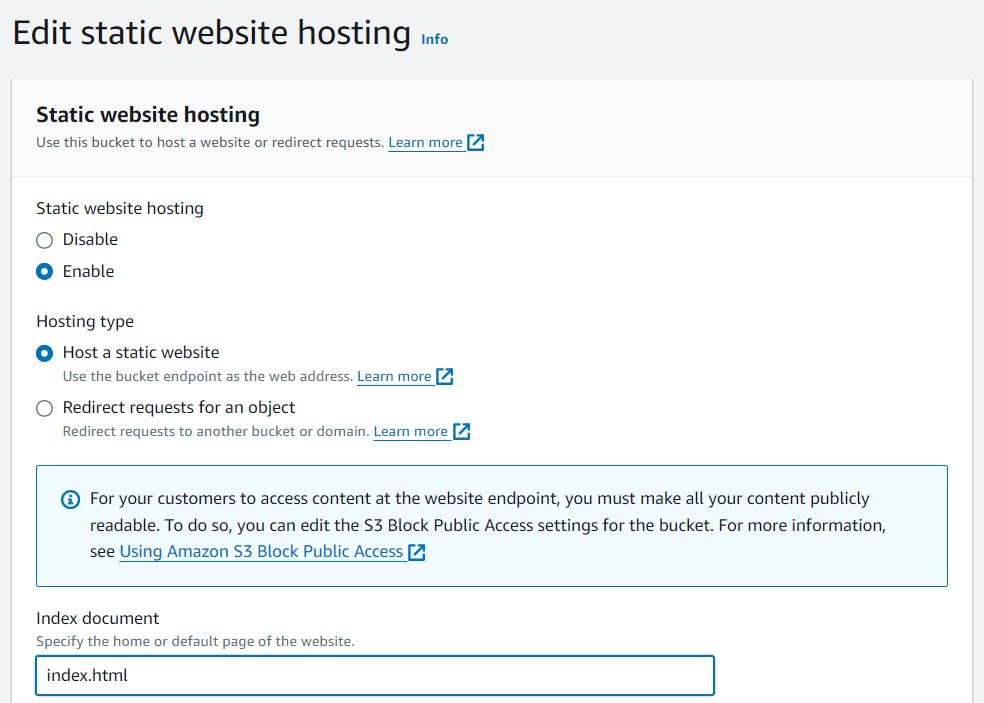 Edit static website hosting Info
Static website hosting
Use this bucket to host a website or redirect requests. Learn more
Static website hosting
Disable
Enable
Hosting type
Host a static website
Use the bucket endpoint as the web address. Learn more
Redirect requests for an object
Redirect requests to another bucket or domain. Learn more
For your customers to access content at the website endpoint, you must make all your content publicly
readable. To do so, you can edit the S3 Block Public Access settings for the bucket. For more information,
see Using Amazon S3 Block Public Access
Index document
Specify the home or default page of the website.
index.html